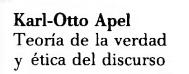 Karl-Otto Apel
Teoría de la verdad
y ética del discurso